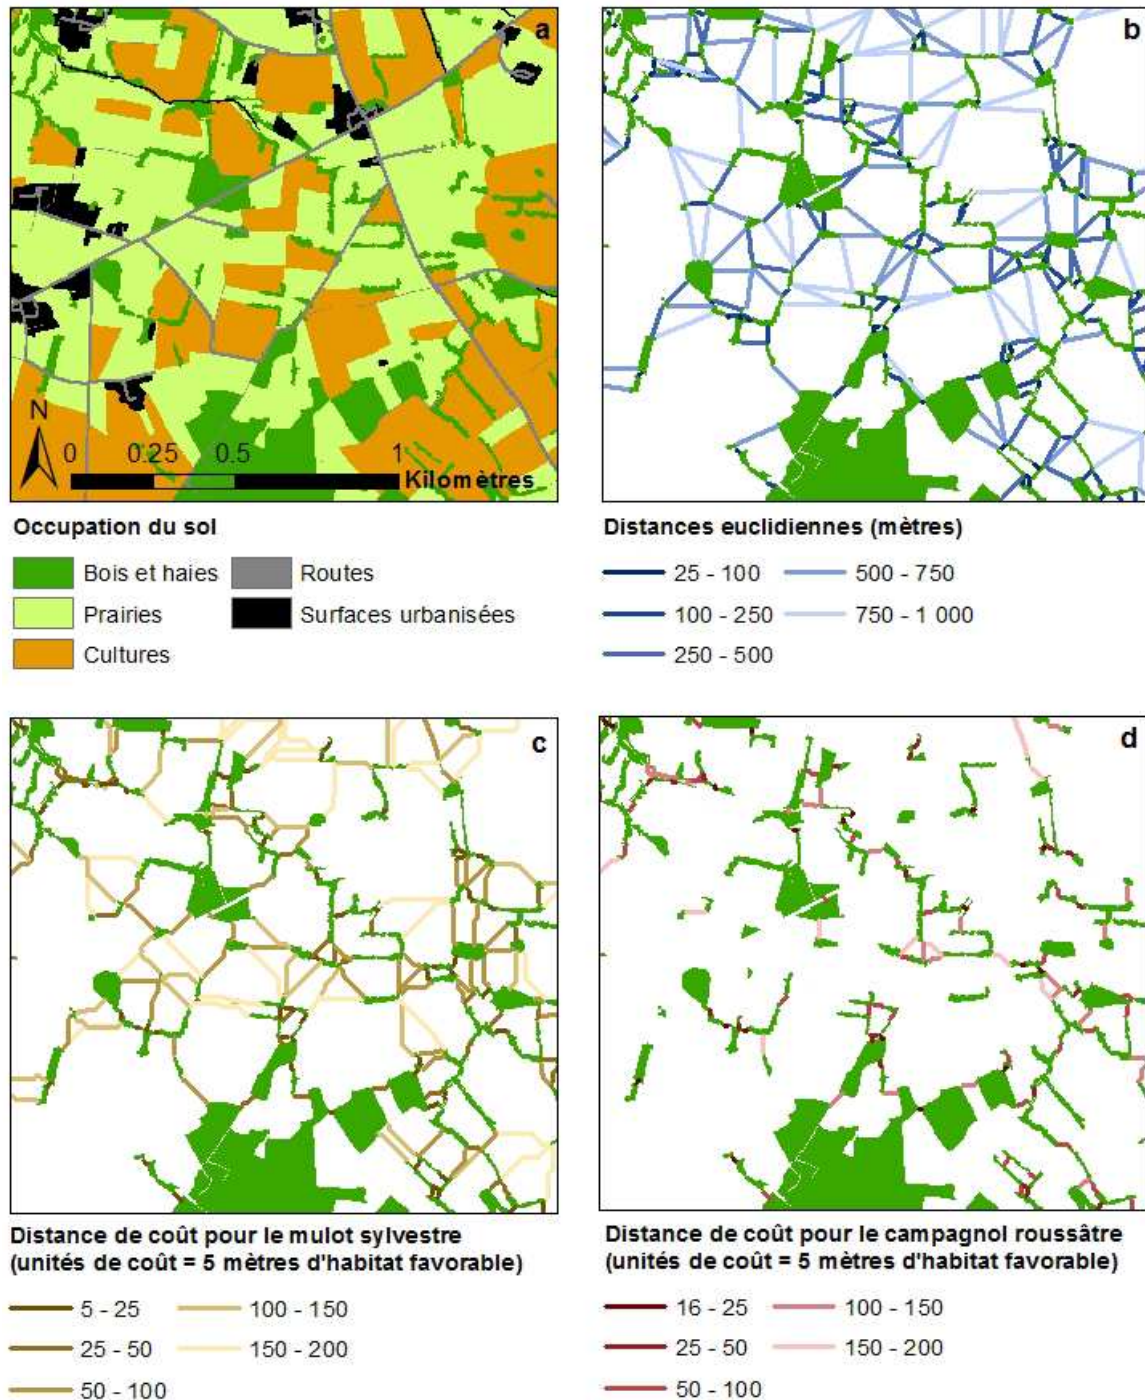 a
b
N
0 0.25 0.5 1
Kilomètres
Occupation du sol
Bois et haies
Routes
Prairies
Surfaces urbanisées
Cultures
Distances euclidiennes (mètres)
25 - 100
500 - 750
100 - 250
750 - 1 000
250 - 500
c
d
Distance de coût pour le mulot sylvestre
(unités de coût = 5 mètres d'habitat favorable)
5 - 25
100 - 150
25 - 50
150 - 200
50 - 100
Distance de coût pour le campagnol roussâtre
(unités de coût = 5 mètres d'habitat favorable)
16 - 25
100 - 150
25 - 50
150 - 200
50 - 100